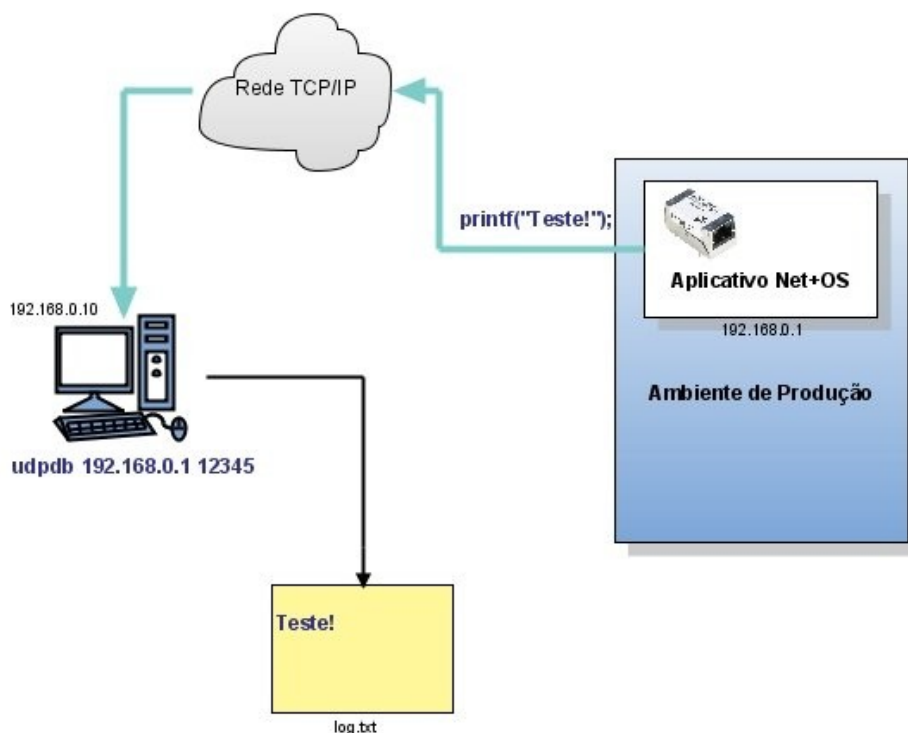 Rede TCP/IP
printf("Teste!");
Aplicativo Net+OS
192.168.0.1
Ambiente de Produção
192.168.0.10
udpdb 192.168.0.1 12345
Teste!
log.txt